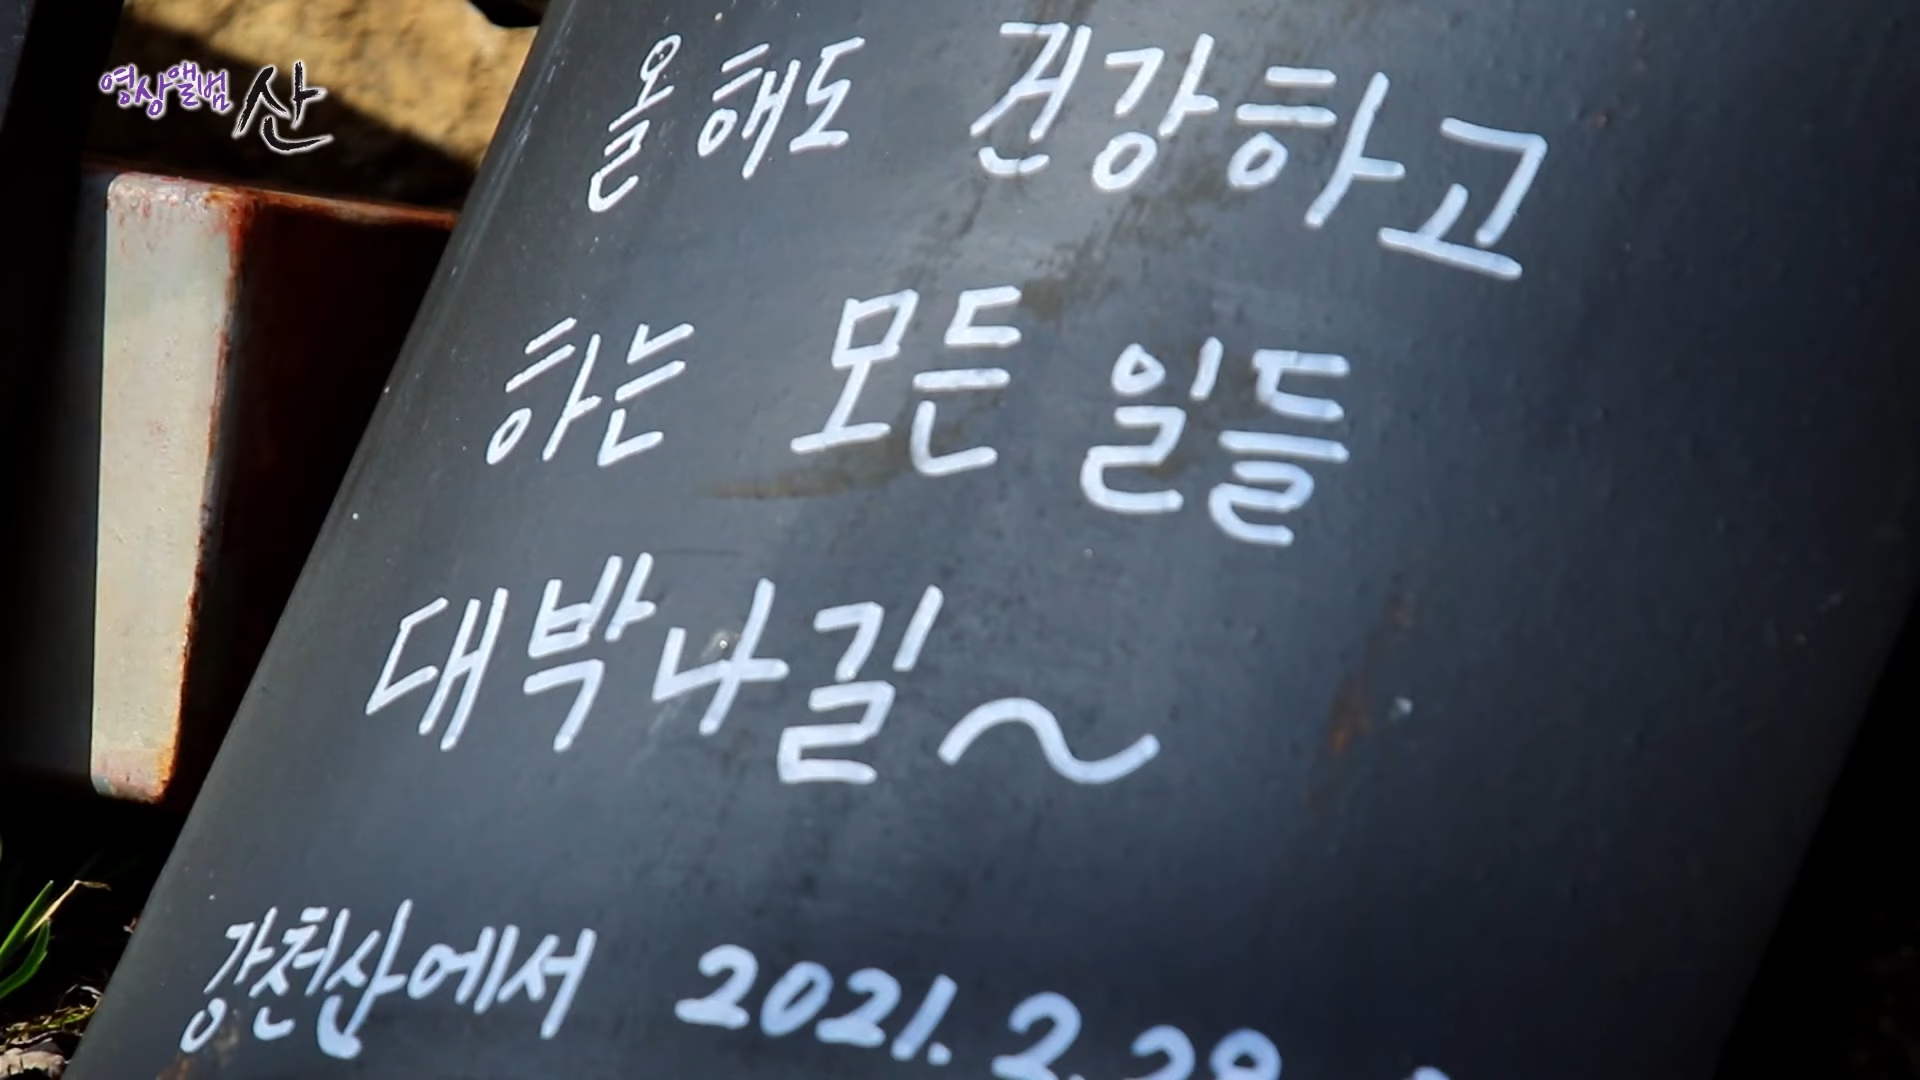 영상앨범 산
올해도 건강하고
하는 모든 일들
대박나길~
강천산에서 2021. 2.